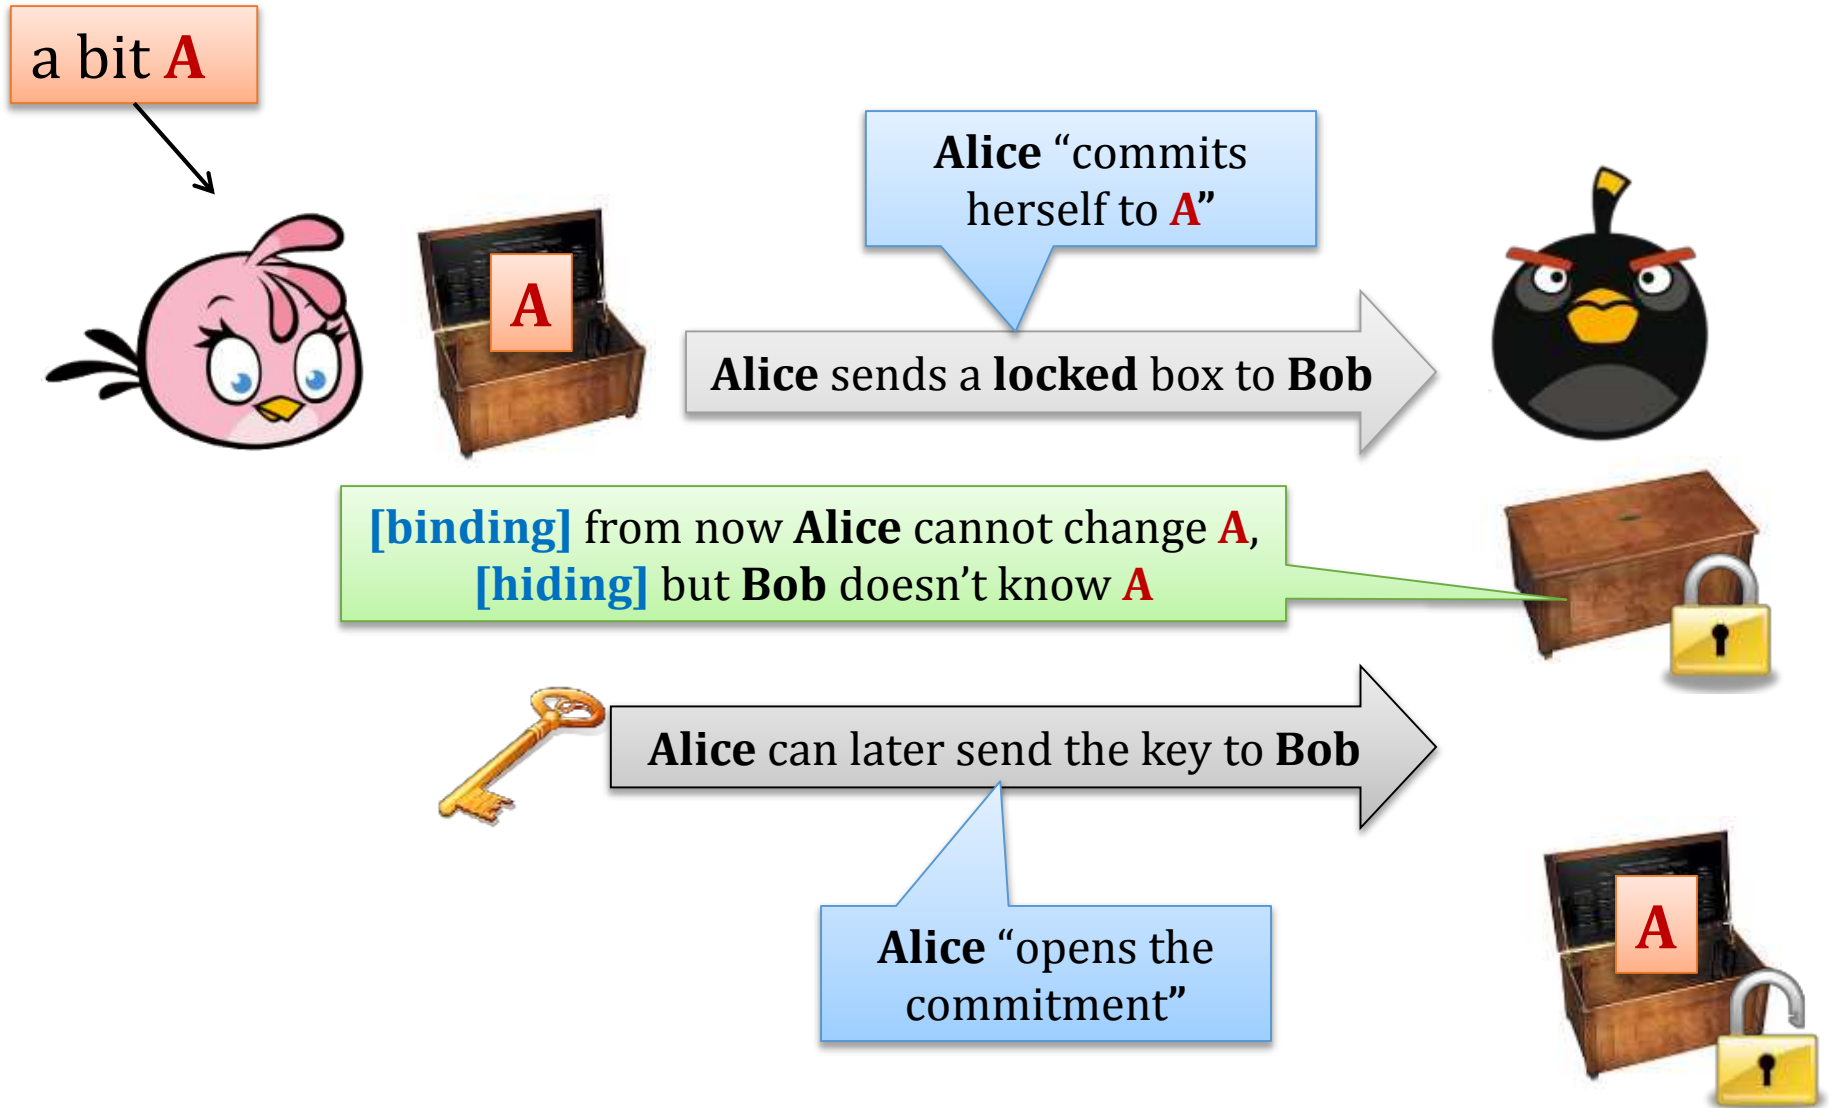 a bit A
Alice “commits
herself to A”
A
Alice sends a locked box to Bob
[binding] from now Alice cannot change A,
[hiding] but Bob doesn’t know A
Alice can later send the key to Bob
A
Alice “opens the
commitment”